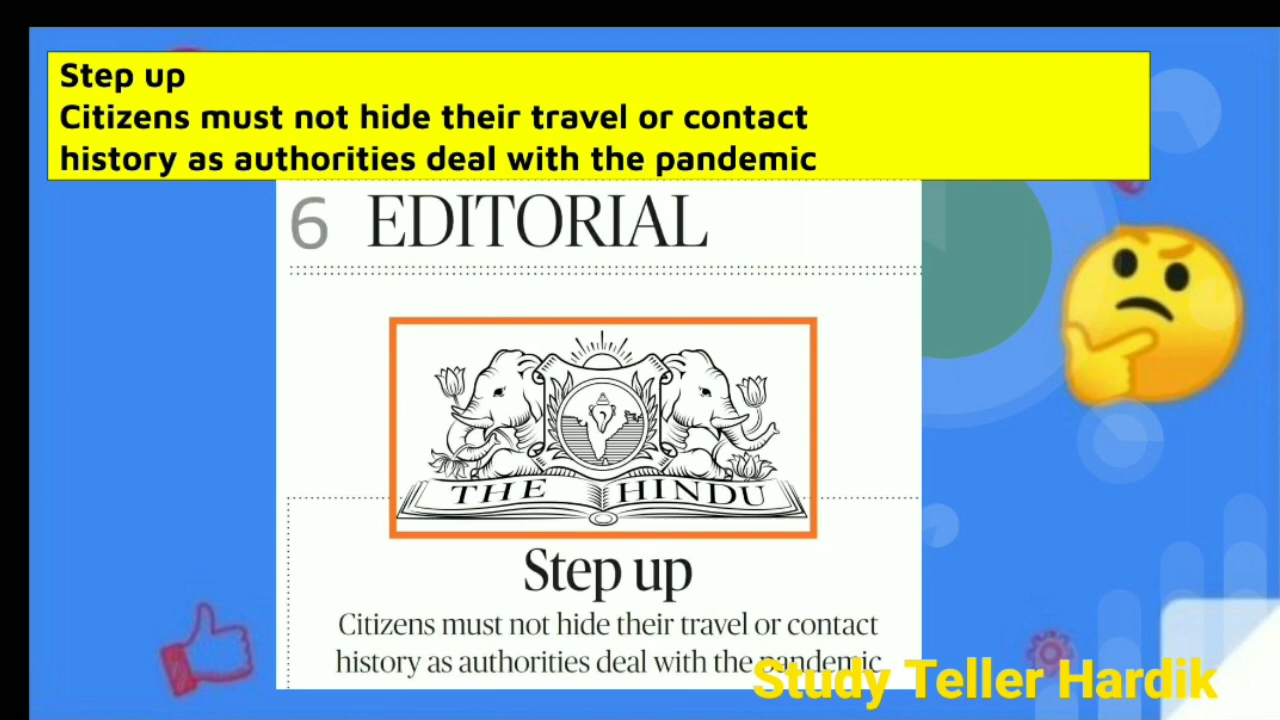 Step up
Citizens must not hide their travel or contact
history as authorities deal with the pandemic
6 EDITORIAL
THE HINDU
Step up
Citizens must not hide their travel or contact
history as authorities deal with the pandemic
Study Teller Hardik